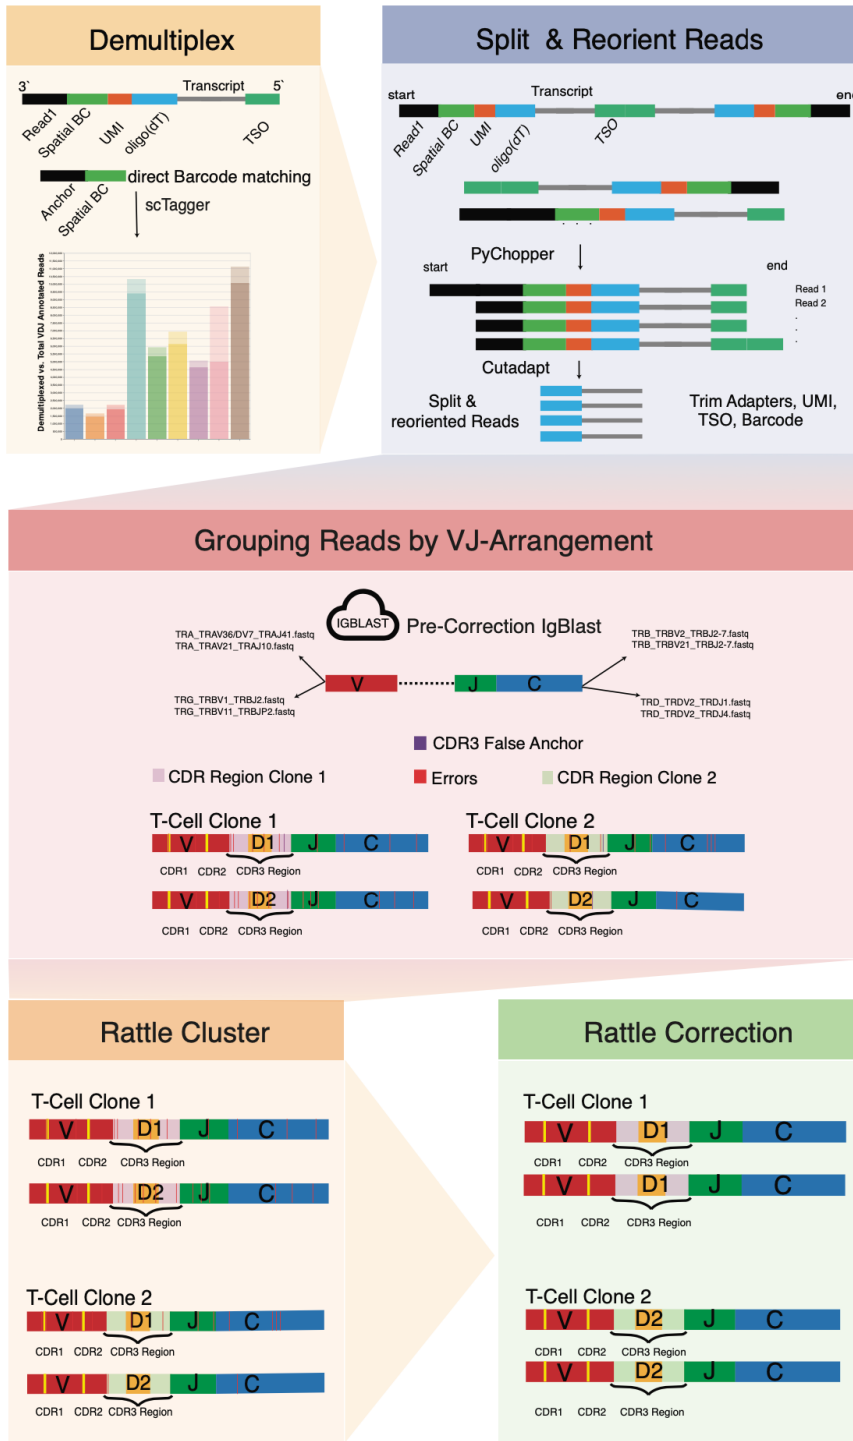 Demultiplex
3`
Transcript
5`
Read1
Spatial BC
UMI
oligo(dT)
TSO
direct Barcode matching
Anchor
Spatial BC
scTagger
Demultiplexed vs. Total VDJ Annotated Reads
Split & Reorient Reads
start
Transcript
end
Read1
Spatial BC
UMI
oligo(dT)
TSO
. . .
PyChopper
start
end
Read 1
Read 2
.
.
.
Cutadapt
Split &
reoriented Reads
Trim Adapters, UMI,
TSO, Barcode
Grouping Reads by VJ-Arrangement
IGBLAST
Pre-Correction IgBlast
TRA_TRAV36/DV7_TRAJ41.fastq
TRA_TRAV21_TRAJ10.fastq
TRB_TRBV2_TRBJ2-7.fastq
TRB_TRBV21_TRBJ2-7.fastq
V
J
C
TRG_TRBV1_TRBJ2.fastq
TRG_TRBV11_TRBJP2.fastq
TRD_TRDV2_TRDJ1.fastq
TRD_TRDV2_TRDJ4.fastq
CDR3 False Anchor
CDR Region Clone 1
Errors
CDR Region Clone 2
T-Cell Clone 1
V D1 J C
CDR1 CDR2 CDR3 Region
V D2 J C
CDR1 CDR2 CDR3 Region
T-Cell Clone 2
V D1 J C
CDR1 CDR2 CDR3 Region
V D2 J C
CDR1 CDR2 CDR3 Region
Rattle Cluster
T-Cell Clone 1
V D1 J C
CDR1 CDR2 CDR3 Region
V D2 J C
CDR1 CDR2 CDR3 Region
T-Cell Clone 2
V D1 J C
CDR1 CDR2 CDR3 Region
V D2 J C
CDR1 CDR2 CDR3 Region
Rattle Correction
T-Cell Clone 1
V D1 J C
CDR1 CDR2 CDR3 Region
V D1 J C
CDR1 CDR2 CDR3 Region
T-Cell Clone 2
V D2 J C
CDR1 CDR2 CDR3 Region
V D2 J C
CDR1 CDR2 CDR3 Region